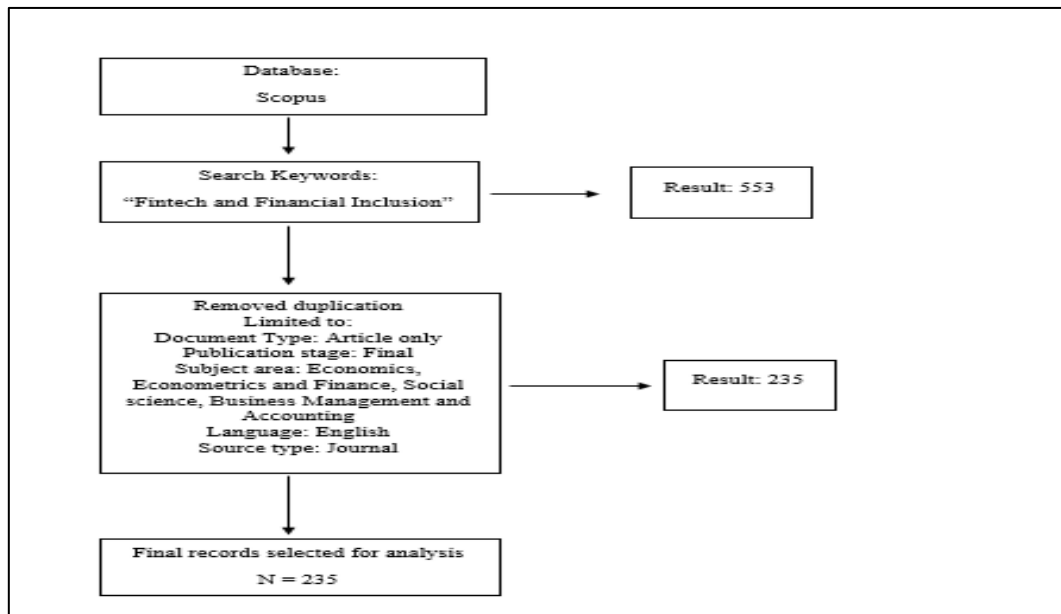 Database:
Scopus
Search Keywords:
“Fintech and Financial Inclusion”
Result: 553
Removed duplication
Limited to:
Document Type: Article only
Publication stage: Final
Subject area: Economics,
Econometrics and Finance, Social
science, Business Management and
Accounting
Language: English
Source type: Journal
Result: 235
Final records selected for analysis
N = 235